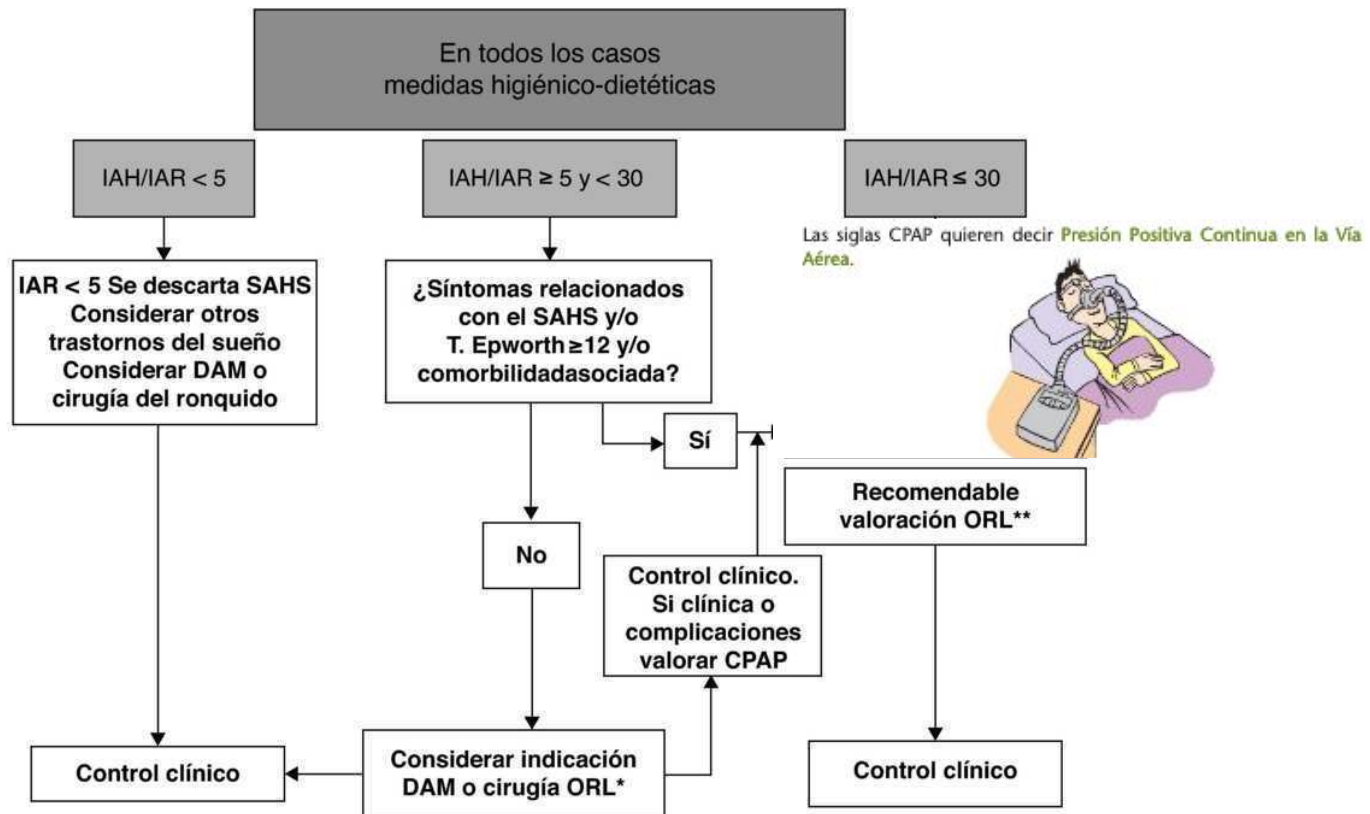 En todos los casos
medidas higiénico-dietéticas
IAH/IAR < 5
IAH/IAR ≥ 5 y < 30
IAH/IAR ≤ 30
Las siglas CPAP quieren decir Presión Positiva Continua en la Vía
Aérea.
IAR < 5 Se descarta SAHS
Considerar otros
trastornos del sueño
Considerar DAM o
cirugía del ronquido
¿Síntomas relacionados
con el SAHS y/o
T. Epworth ≥12 y/o
comorbilidadasociada?
Sí
No
Recomendable
valoración ORL**
Control clínico.
Si clínica o
complicaciones
valorar CPAP
Control clínico
Considerar indicación
DAM o cirugía ORL*
Control clínico